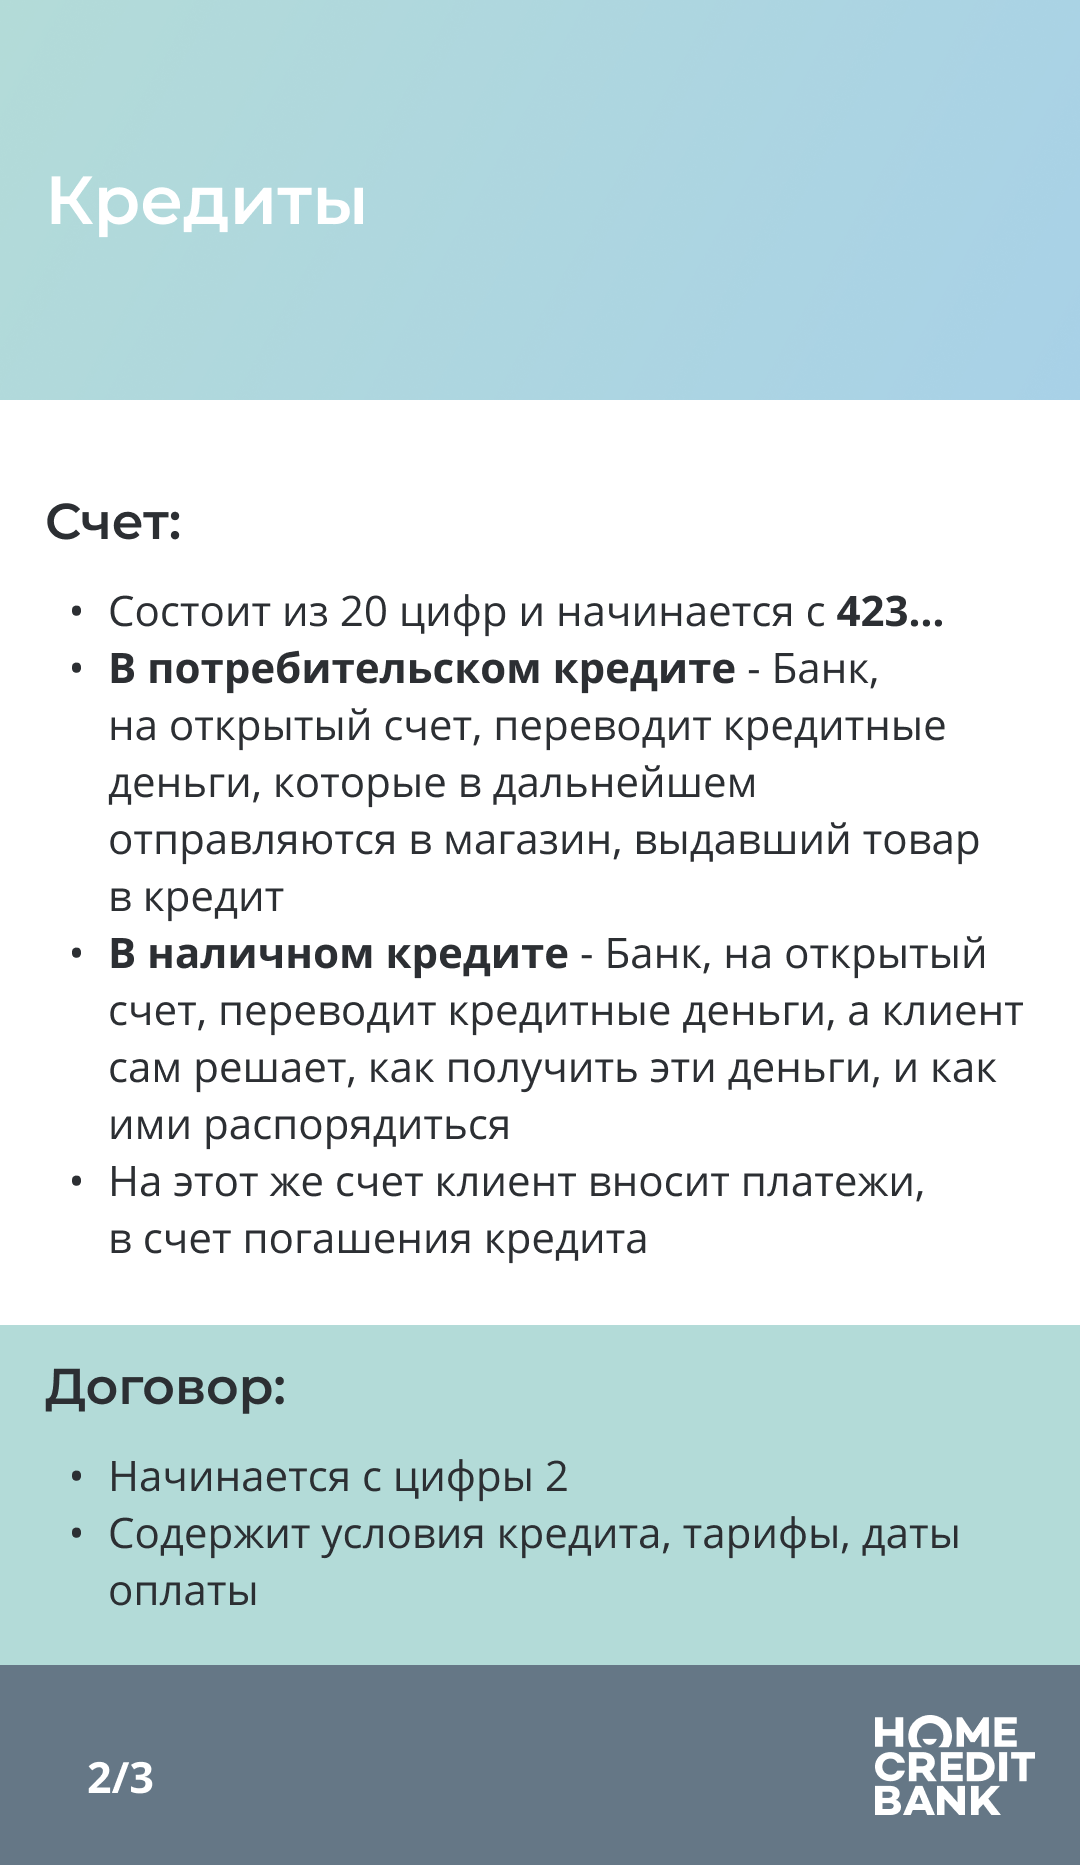 Кредиты
Счет:
• Состоит из 20 цифр и начинается с 423...
• В потребительском кредите - Банк,
на открытый счет, переводит кредитные
деньги, которые в дальнейшем
отправляются в магазин, выдавший товар
в кредит
• В наличном кредите - Банк, на открытый
счет, переводит кредитные деньги, а клиент
сам решает, как получить эти деньги, и как
ими распорядиться
• На этот же счет клиент вносит платежи,
в счет погашения кредита
Договор:
• Начинается с цифры 2
• Содержит условия кредита, тарифы, даты
оплаты
2/3
HOME
CREDIT
BANK